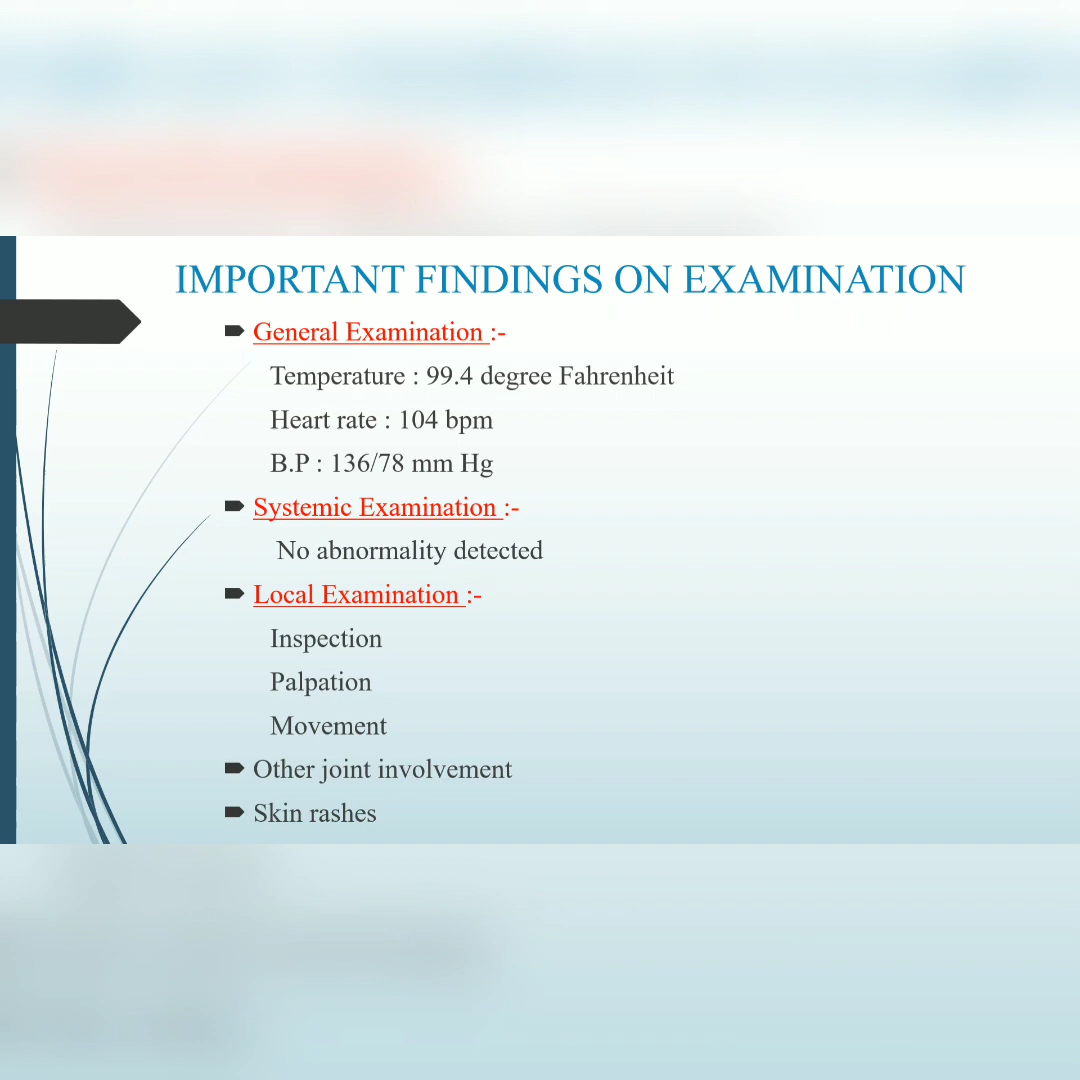 IMPORTANT FINDINGS ON EXAMINATION
General Examination :-
Temperature : 99.4 degree Fahrenheit
Heart rate : 104 bpm
B.P : 136/78 mm Hg
Systemic Examination :-
No abnormality detected
Local Examination :-
Inspection
Palpation
Movement
Other joint involvement
Skin rashes